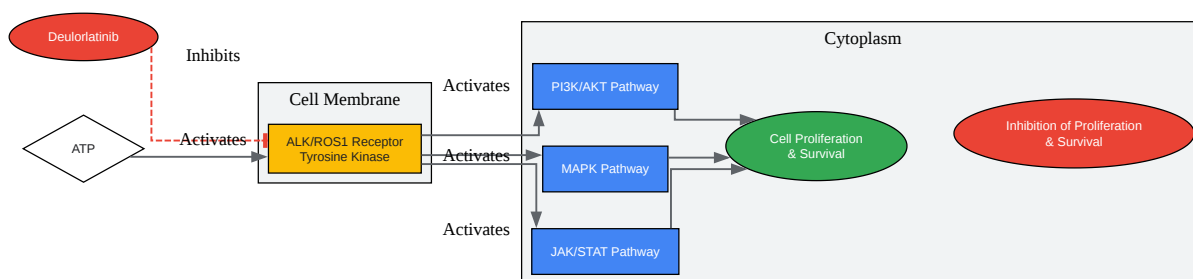 Deulorlatinib
Inhibits
ATP
Activates
Cell Membrane
ALK/ROS1 Receptor
Tyrosine Kinase
Activates
Activates
Activates
Cytoplasm
PI3K/AKT Pathway
MAPK Pathway
JAK/STAT Pathway
Cell Proliferation
& Survival
Inhibition of Proliferation
& Survival